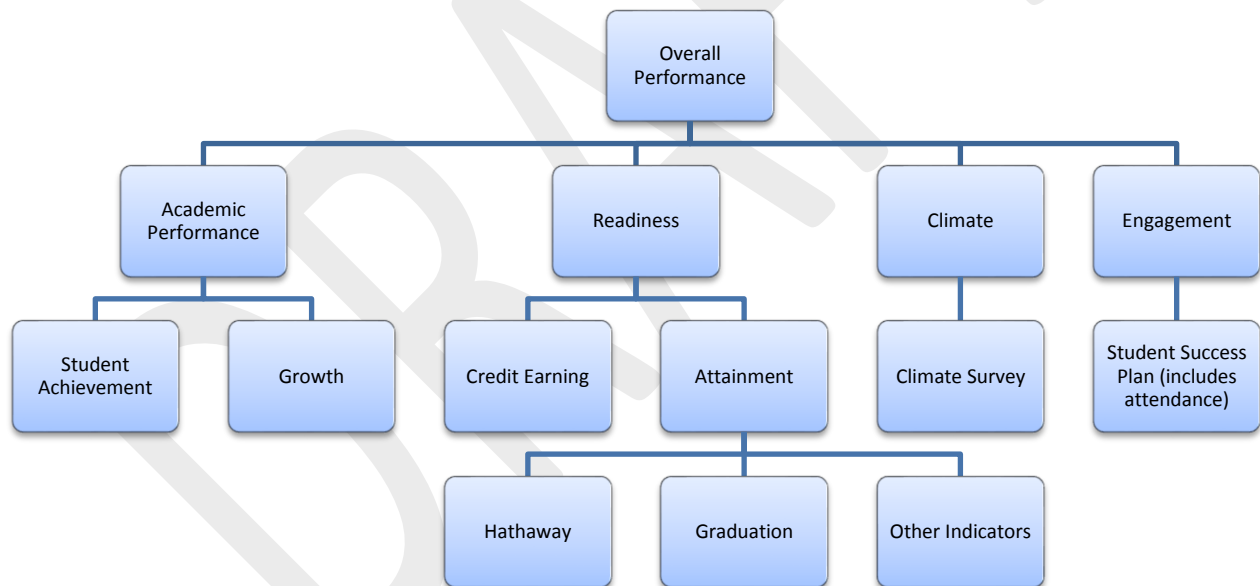 Overall
Performance
Academic
Performance
Readiness
Climate
Engagement
Student
Achievement
Growth
Credit Earning
Attainment
Climate Survey
Student Success
Plan (includes
attendance)
Hathaway
Graduation
Other Indicators